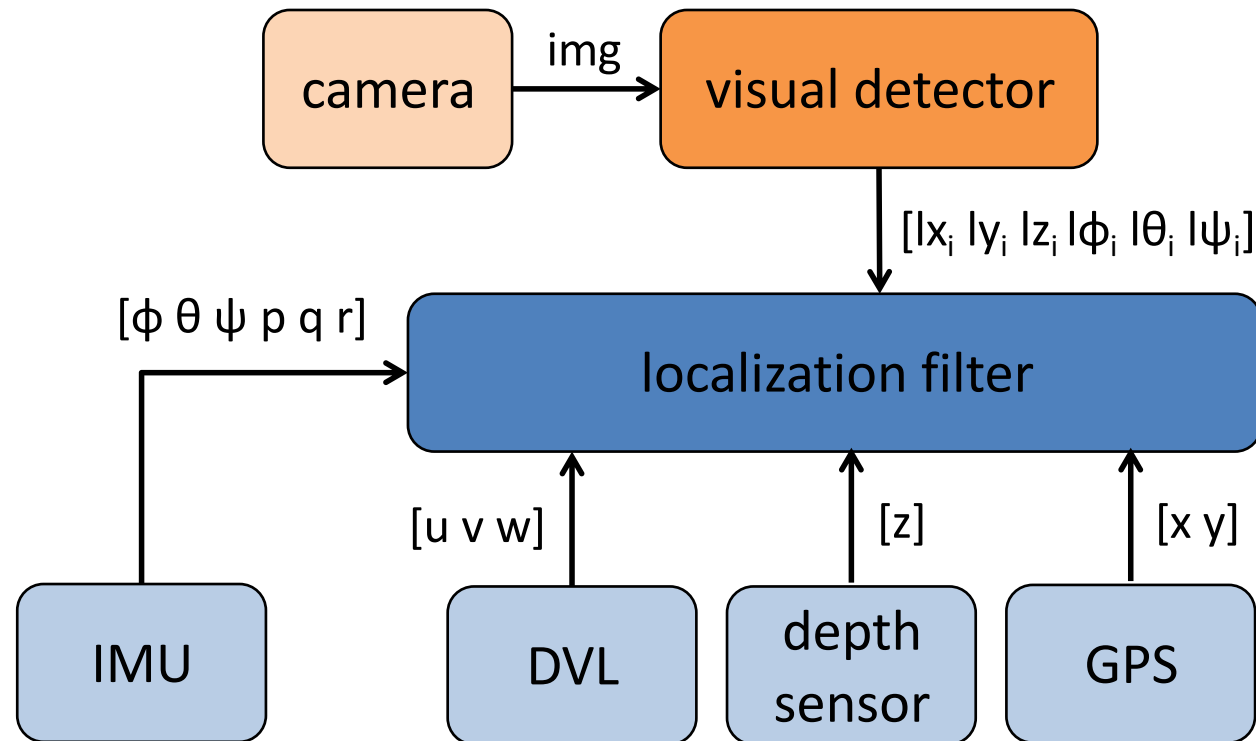 camera
img
visual detector
[lxᵢ lyᵢ lzᵢ lϕᵢ lθᵢ lψᵢ]
[ϕ θ ψ p q r]
localization filter
[u v w]
[z]
[x y]
IMU
DVL
depth
sensor
GPS